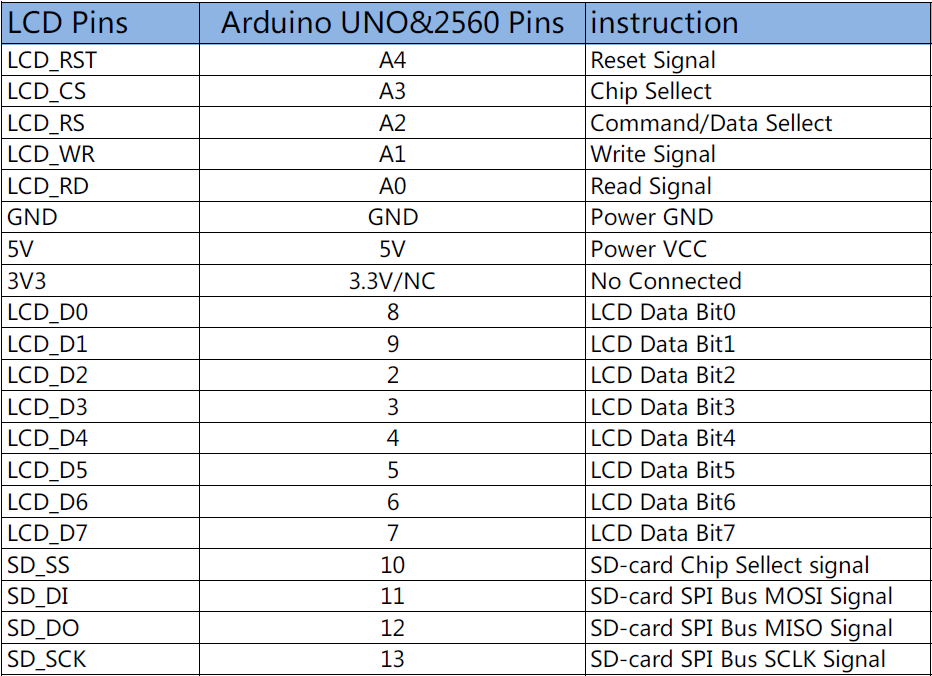 LCD Pins Arduino UNO&2560 Pins instruction
LCD_RST A4 Reset Signal
LCD_CS A3 Chip Sellect
LCD_RS A2 Command/Data Sellect
LCD_WR A1 Write Signal
LCD_RD A0 Read Signal
GND GND Power GND
5V 5V Power VCC
3V3 3.3V/NC No Connected
LCD_D0 8 LCD Data Bit0
LCD_D1 9 LCD Data Bit1
LCD_D2 2 LCD Data Bit2
LCD_D3 3 LCD Data Bit3
LCD_D4 4 LCD Data Bit4
LCD_D5 5 LCD Data Bit5
LCD_D6 6 LCD Data Bit6
LCD_D7 7 LCD Data Bit7
SD_SS 10 SD-card Chip Sellect signal
SD_DI 11 SD-card SPI Bus MOSI Signal
SD_DO 12 SD-card SPI Bus MISO Signal
SD_SCK 13 SD-card SPI Bus SCLK Signal